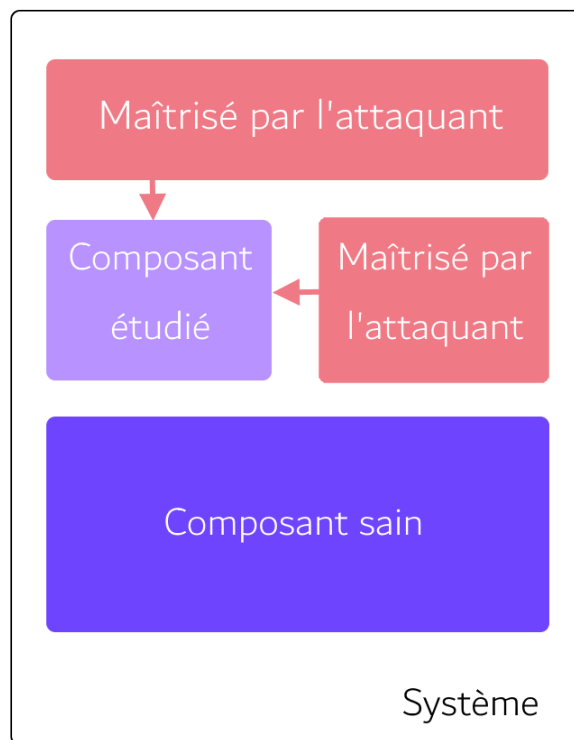 Maîtrisé par l'attaquant
Composant
étudié
Maîtrisé par
l'attaquant
Composant sain
Système